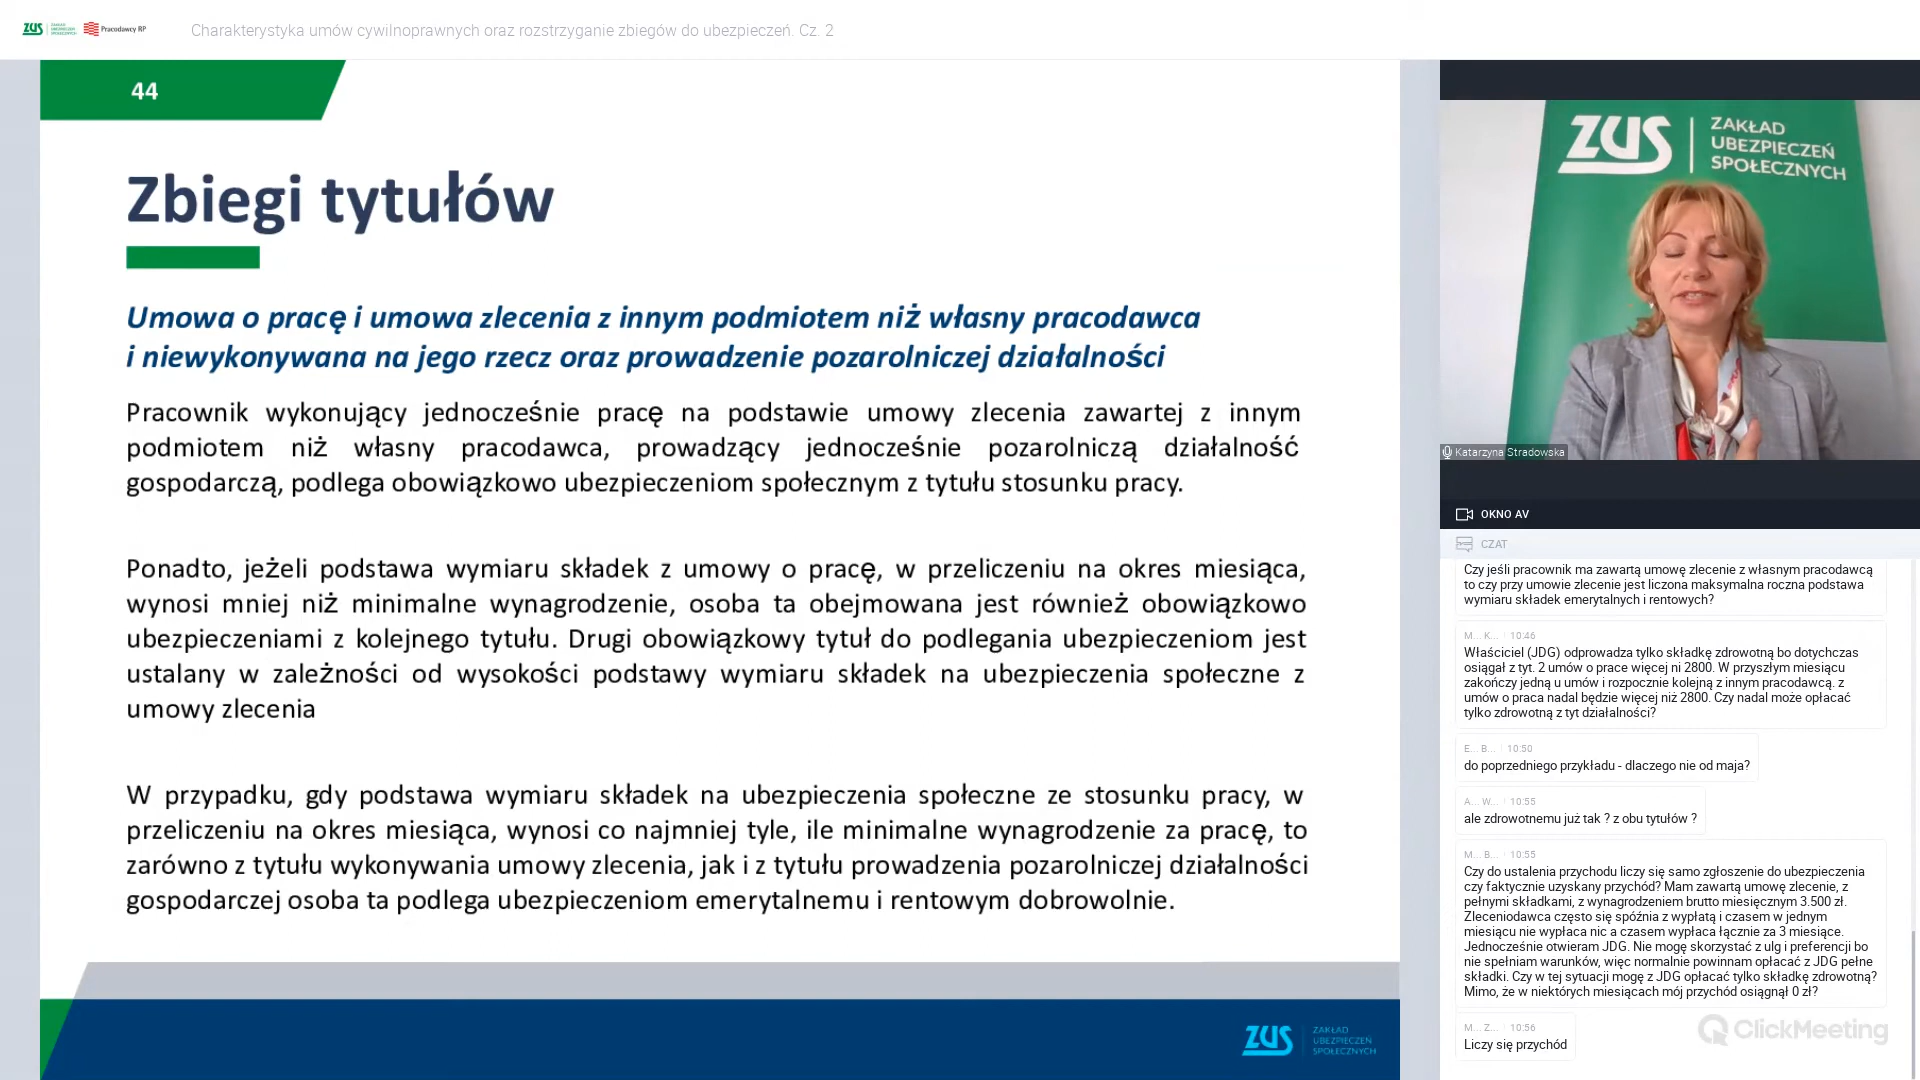 ZUS ZAKŁAD UBEZPIECZEŃ SPOŁECZNYCH Pracodawcy RP
Charakterystyka umów cywilnoprawnych oraz rozstrzyganie zbiegów do ubezpieczeń. Cz. 2
44
Zbiegi tytułów
Umowa o pracę i umowa zlecenia z innym podmiotem niż własny pracodawca
i niewykonywana na jego rzecz oraz prowadzenie pozarolniczej działalności
Pracownik wykonujący jednocześnie pracę na podstawie umowy zlecenia zawartej z innym
podmiotem niż własny pracodawca, prowadzący jednocześnie pozarolniczą działalność
gospodarczą, podlega obowiązkowo ubezpieczeniom społecznym z tytułu stosunku pracy.
Ponadto, jeżeli podstawa wymiaru składek z umowy o pracę, w przeliczeniu na okres miesiąca,
wynosi mniej niż minimalne wynagrodzenie, osoba ta obejmowana jest również obowiązkowo
ubezpieczeniami z kolejnego tytułu. Drugi obowiązkowy tytuł do podlegania ubezpieczeniom jest
ustalany w zależności od wysokości podstawy wymiaru składek na ubezpieczenia społeczne z
umowy zlecenia
W przypadku, gdy podstawa wymiaru składek na ubezpieczenia społeczne ze stosunku pracy, w
przeliczeniu na okres miesiąca, wynosi co najmniej tyle, ile minimalne wynagrodzenie za pracę, to
zarówno z tytułu wykonywania umowy zlecenia, jak i z tytułu prowadzenia pozarolniczej działalności
gospodarczej osoba ta podlega ubezpieczeniom emerytalnemu i rentowym dobrowolnie.
ZUS ZAKŁAD
UBEZPIECZEŃ
SPOŁECZNYCH
ZUS ZAKŁAD
UBEZPIECZEŃ
SPOŁECZNYCH
Katarzyna Stradowska
OKNO AV
CZAT
Czy jeśli pracownik ma zawartą umowę zlecenie z własnym pracodawcą
to czy przy umowie zlecenie jest liczona maksymalna roczna podstawa
wymiaru składek emerytalnych i rentowych?
M... K... 10:46
Właściciel (JDG) odprowadza tylko składkę zdrowotną bo dotychczas
osiągał z tyt. 2 umów o prace więcej ni 2800. W przyszłym miesiącu
zakończy jedną u umów i rozpocznie kolejną z innym pracodawcą. z
umów o praca nadal będzie więcej niż 2800. Czy nadal może opłacać
tylko zdrowotną z tyt działalności?
E... B... 10:50
do poprzedniego przykładu - dlaczego nie od maja?
A... W... 10:55
ale zdrowotnemu już tak ? z obu tytułów ?
M... B... 10:55
Czy do ustalenia przychodu liczy się samo zgłoszenie do ubezpieczenia
czy faktycznie uzyskany przychód? Mam zawartą umowę zlecenie, z
pełnymi składkami, z wynagrodzeniem brutto miesięcznym 3.500 zł.
Zleceniodawca często się spóźnia z wypłatą i czasem w jednym
miesiącu nie wypłaca nic a czasem wypłaca łącznie za 3 miesiące.
Jednocześnie otwieram JDG. Nie mogę skorzystać z ulg i preferencji bo
nie spełniam warunków, więc normalnie powinnam opłacać z JDG pełne
składki. Czy w tej sytuacji mogę z JDG opłacać tylko składkę zdrowotną?
Mimo, że w niektórych miesiącach mój przychód osiągnął 0 zł?
M... Z... 10:56
Liczy się przychód
ClickMeeting